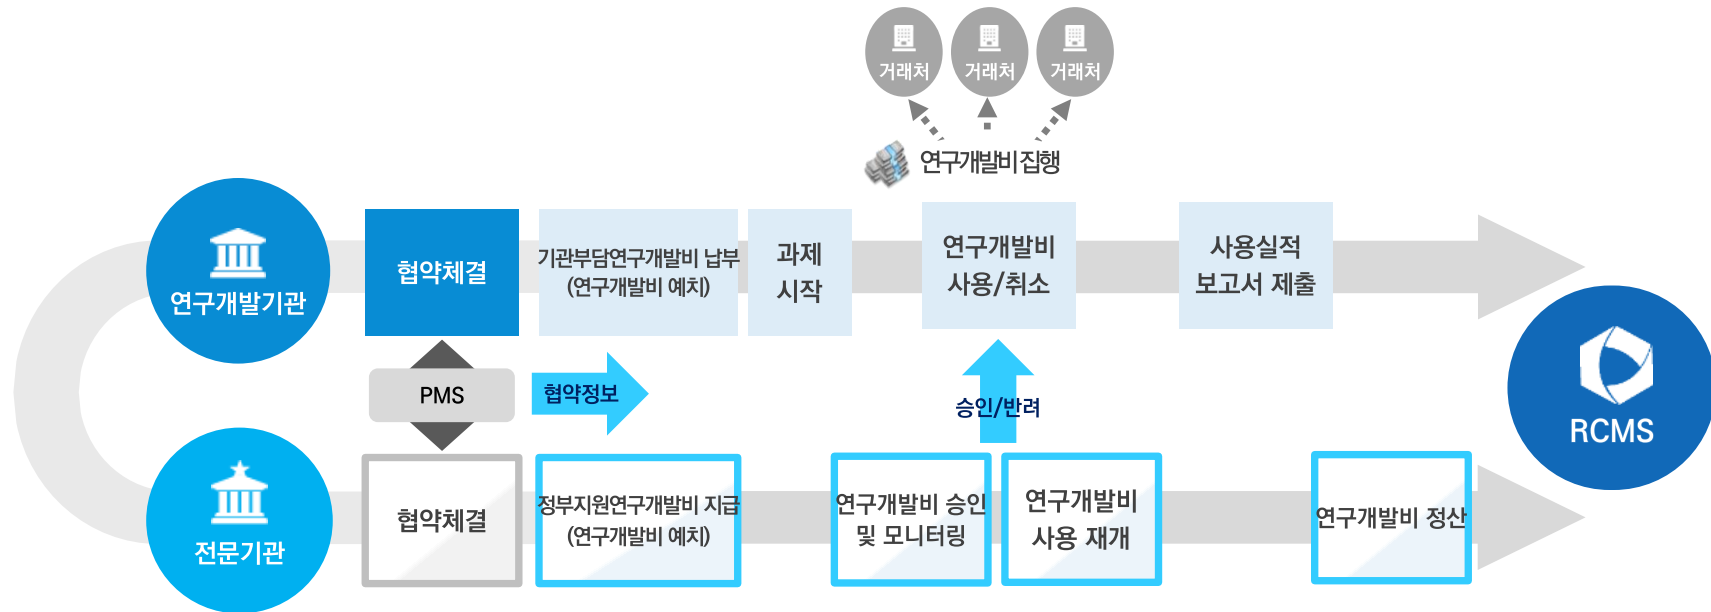 거래처
거래처
거래처
연구개발비 집행
연구개발기관
협약체결
기관부담연구개발비 납부
(연구개발비 예치)
과제
시작
연구개발비
사용/취소
사용실적
보고서 제출
PMS
협약정보
승인/반려
RCMS
전문기관
협약체결
정부지원연구개발비 지급
(연구개발비 예치)
연구개발비 승인
및 모니터링
연구개발비
사용 재개
연구개발비 정산